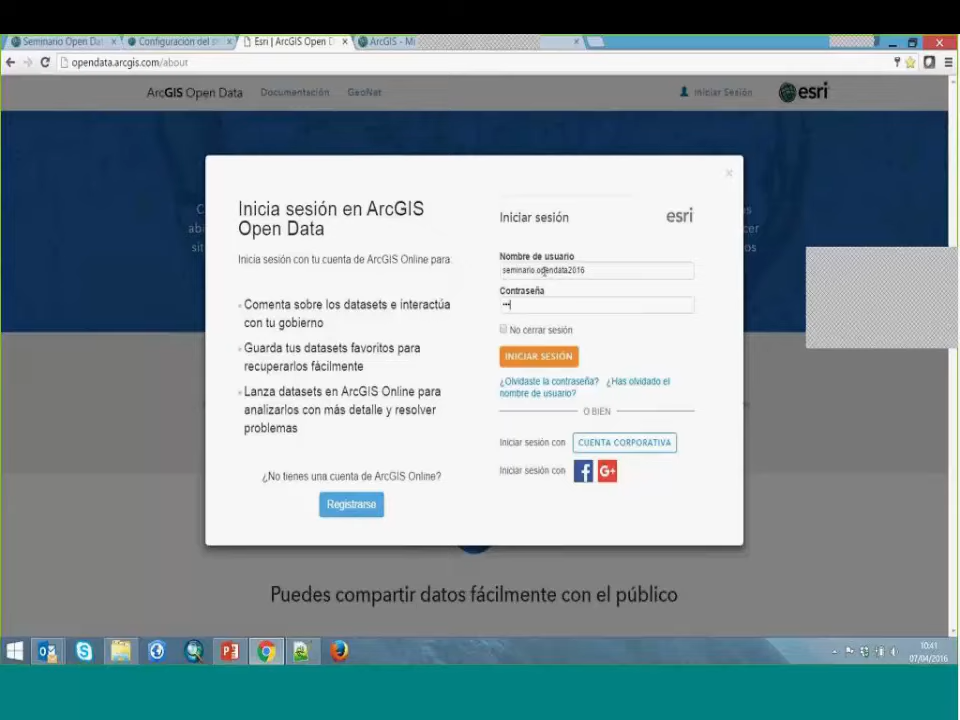 Seminario Open Dat
Configuración del si
Esri | ArcGIS Open D
ArcGIS - Mi
opendata.arcgis.com/about
ArcGIS Open Data
Documentación
GeoNet
Iniciar Sesión
esri
Inicia sesión en ArcGIS
Open Data
Inicia sesión con tu cuenta de ArcGIS Online para
Comenta sobre los datasets e interactúa
con tu gobierno
Guarda tus datasets favoritos para
recuperarlos fácilmente
Lanza datasets en ArcGIS Online para
analizarlos con más detalle y resolver
problemas
¿No tienes una cuenta de ArcGIS Online?
Registrarse
Iniciar sesión
esri
Nombre de usuario
seminario.opendata2016
Contraseña
No cerrar sesión
INICIAR SESIÓN
¿Olvidaste la contraseña? ¿Has olvidado el
nombre de usuario?
O BIEN
Iniciar sesión con CUENTA CORPORATIVA
Iniciar sesión con
Puedes compartir datos fácilmente con el público
10:41
07/04/2016